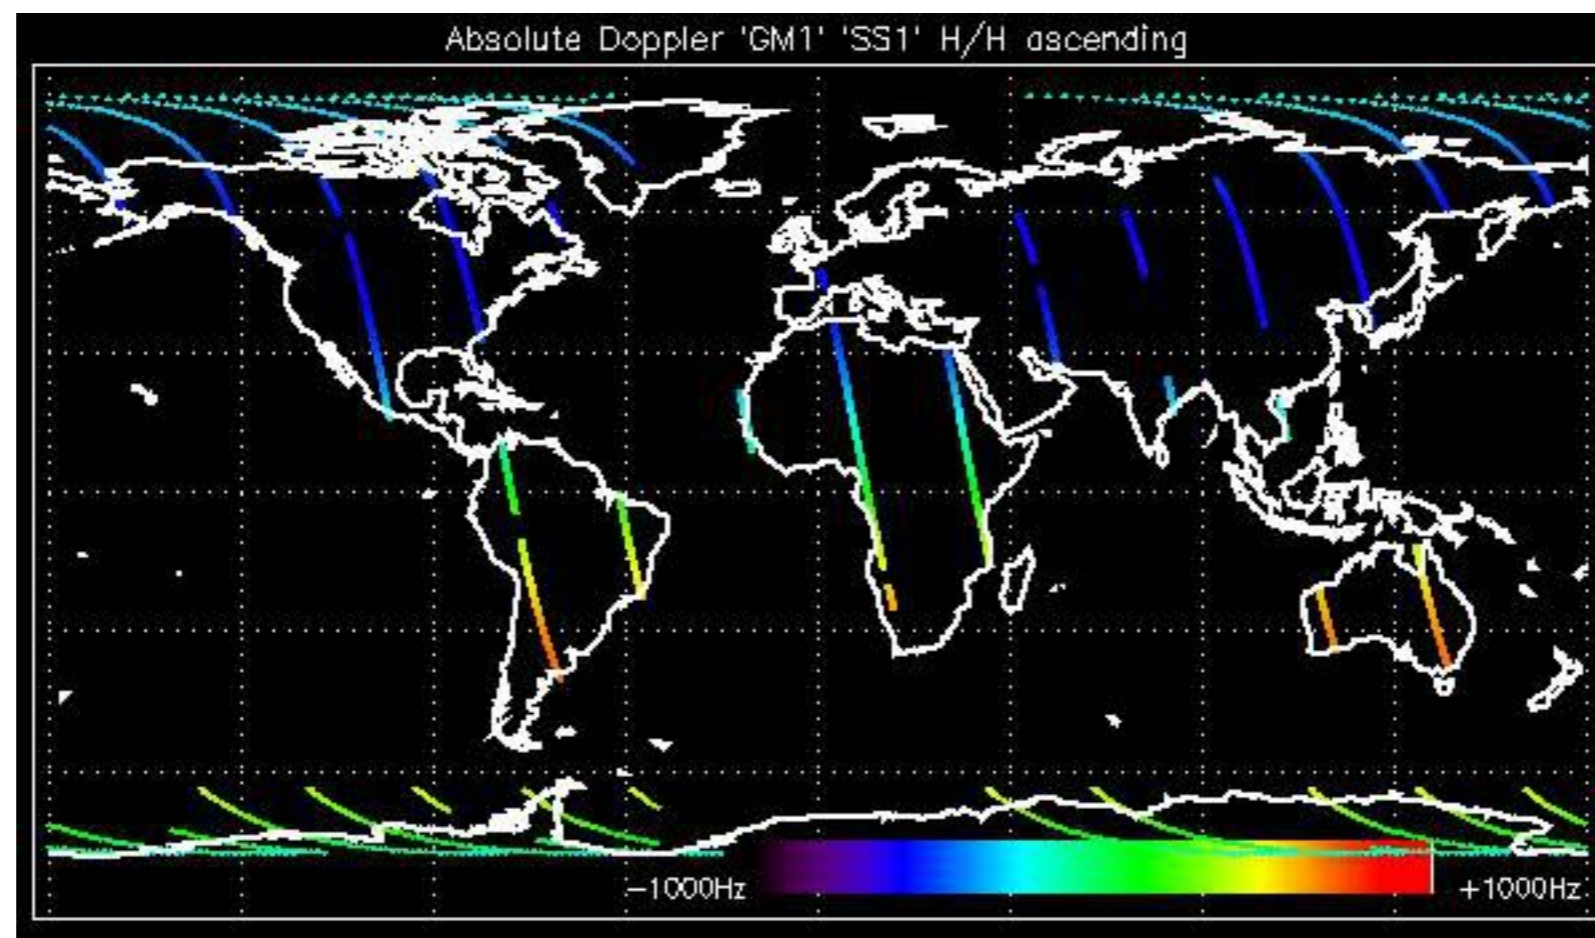 Absolute Doppler 'GM1' 'SS1' H/H ascending
−1000Hz
+1000Hz